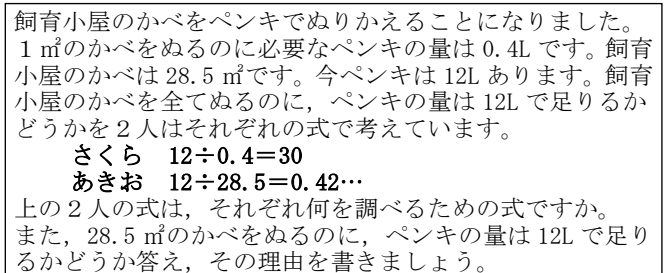 飼育小屋のかべをペンキでぬりかえることになりました。
１㎡のかべをぬるのに必要なペンキの量は 0.4L です。飼育
小屋のかべは 28.5 ㎡です。今ペンキは 12L あります。飼育
小屋のかべを全てぬるのに，ペンキの量は 12L で足りるか
どうかを２人はそれぞれの式で考えています。
さくら　12÷0.4＝30
あきお　12÷28.5＝0.42…
上の２人の式は，それぞれ何を調べるための式ですか。
また，28.5 ㎡のかべをぬるのに，ペンキの量は 12L で足り
るかどうか答え，その理由を書きましょう。